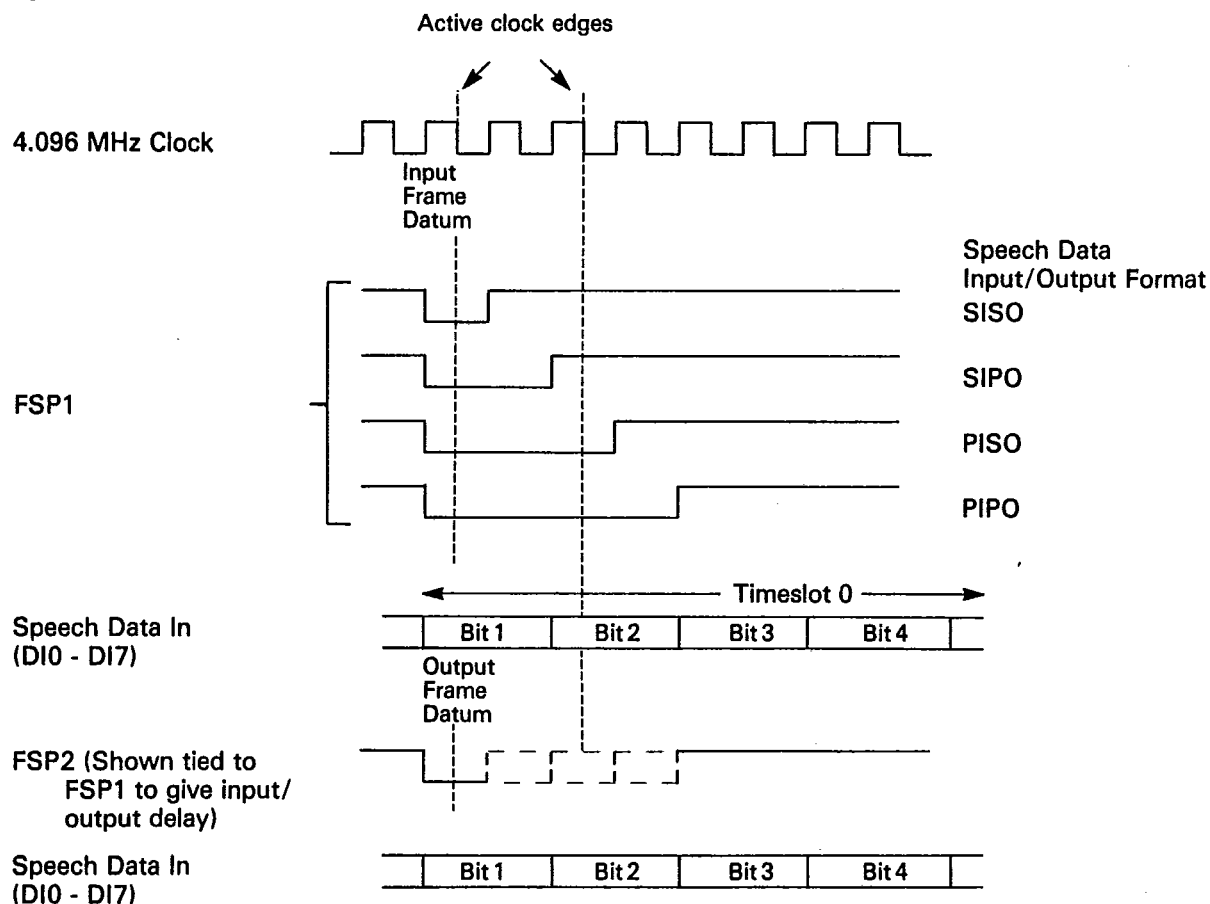 Active clock edges
4.096 MHz Clock
Input
Frame
Datum
Speech Data
Input/Output Format
SISO
SIPO
FSP1
PISO
PIPO
Timeslot 0
Speech Data In
(DI0 - DI7)
Bit 1 Bit 2 Bit 3 Bit 4
Output
Frame
Datum
FSP2 (Shown tied to
FSP1 to give input/
output delay)
Speech Data In
(DI0 - DI7)
Bit 1 Bit 2 Bit 3 Bit 4